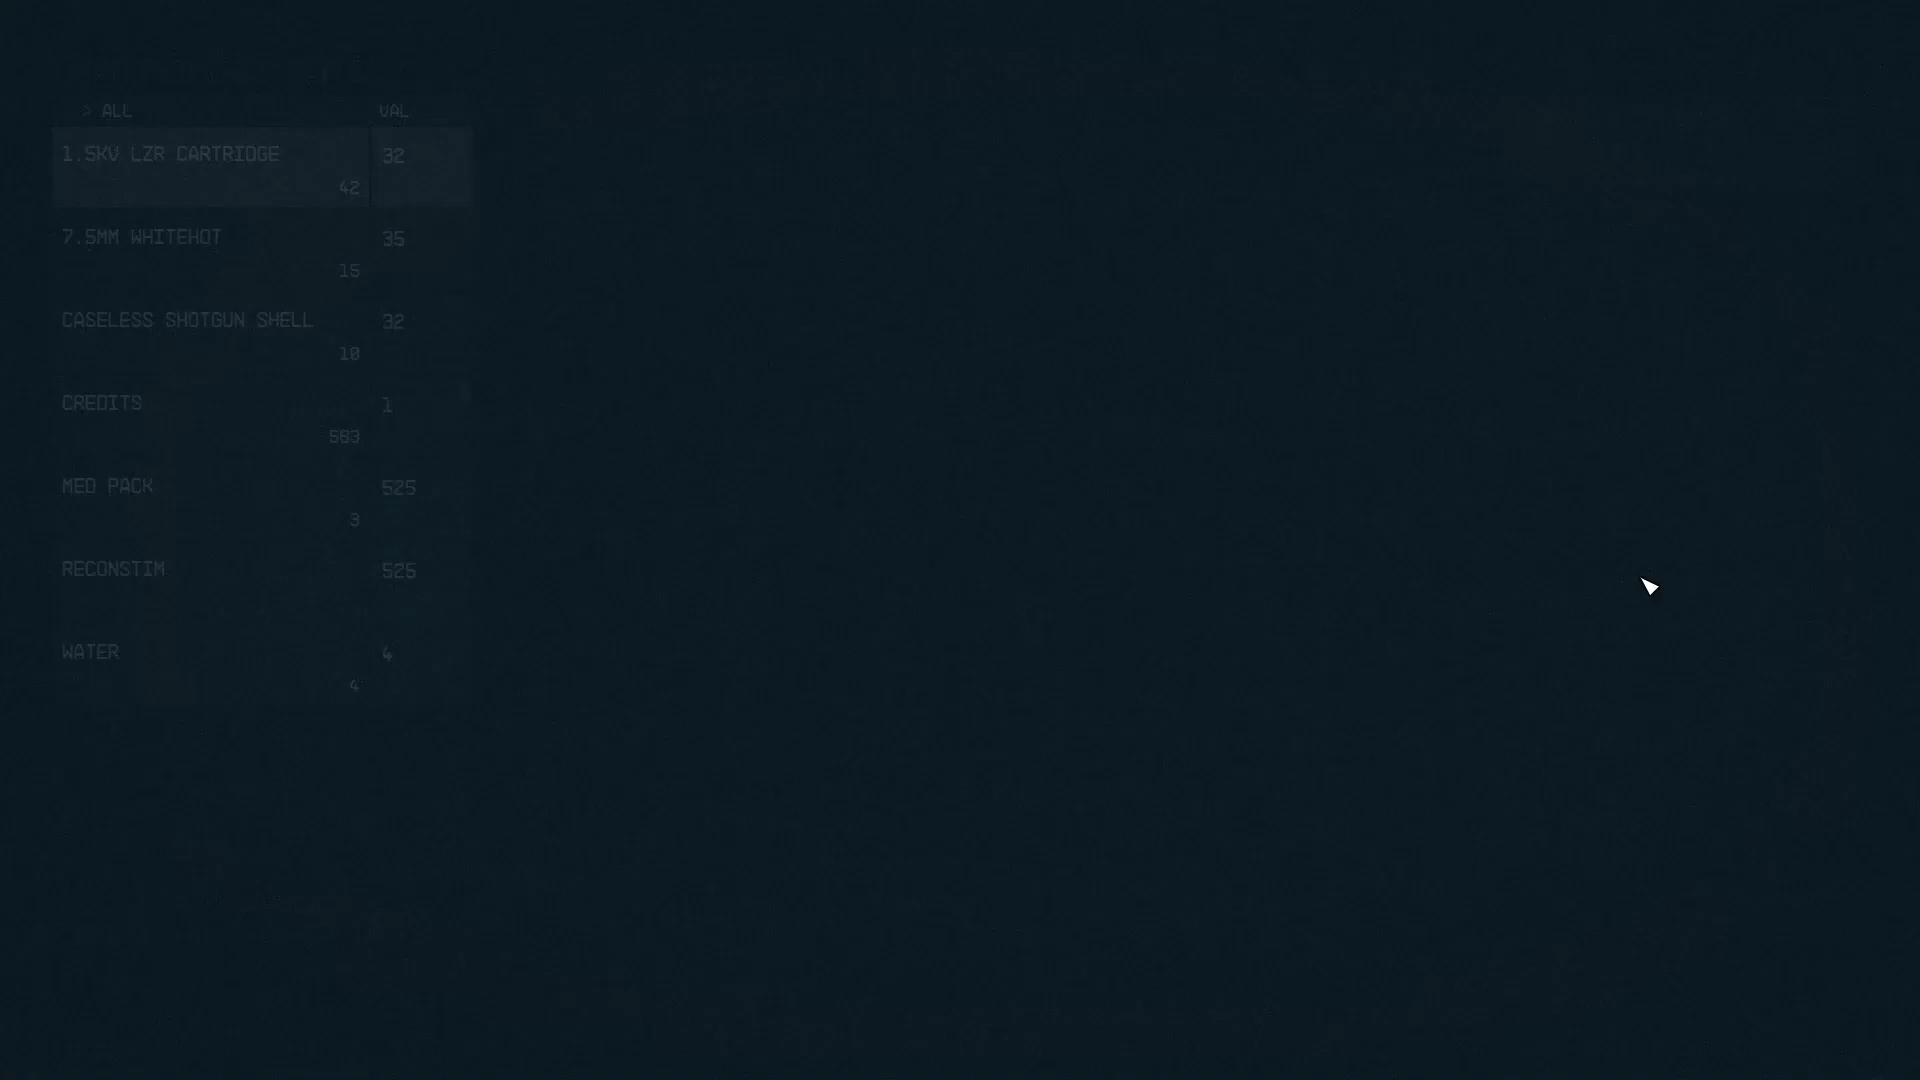 > ALL VAL
1.5KV LZR CARTRIDGE 32
42
7.5MM WHITEHOT 35
15
CASELESS SHOTGUN SHELL 32
10
CREDITS 1
583
MED PACK 525
3
RECONSTIM 525
WATER 4
4